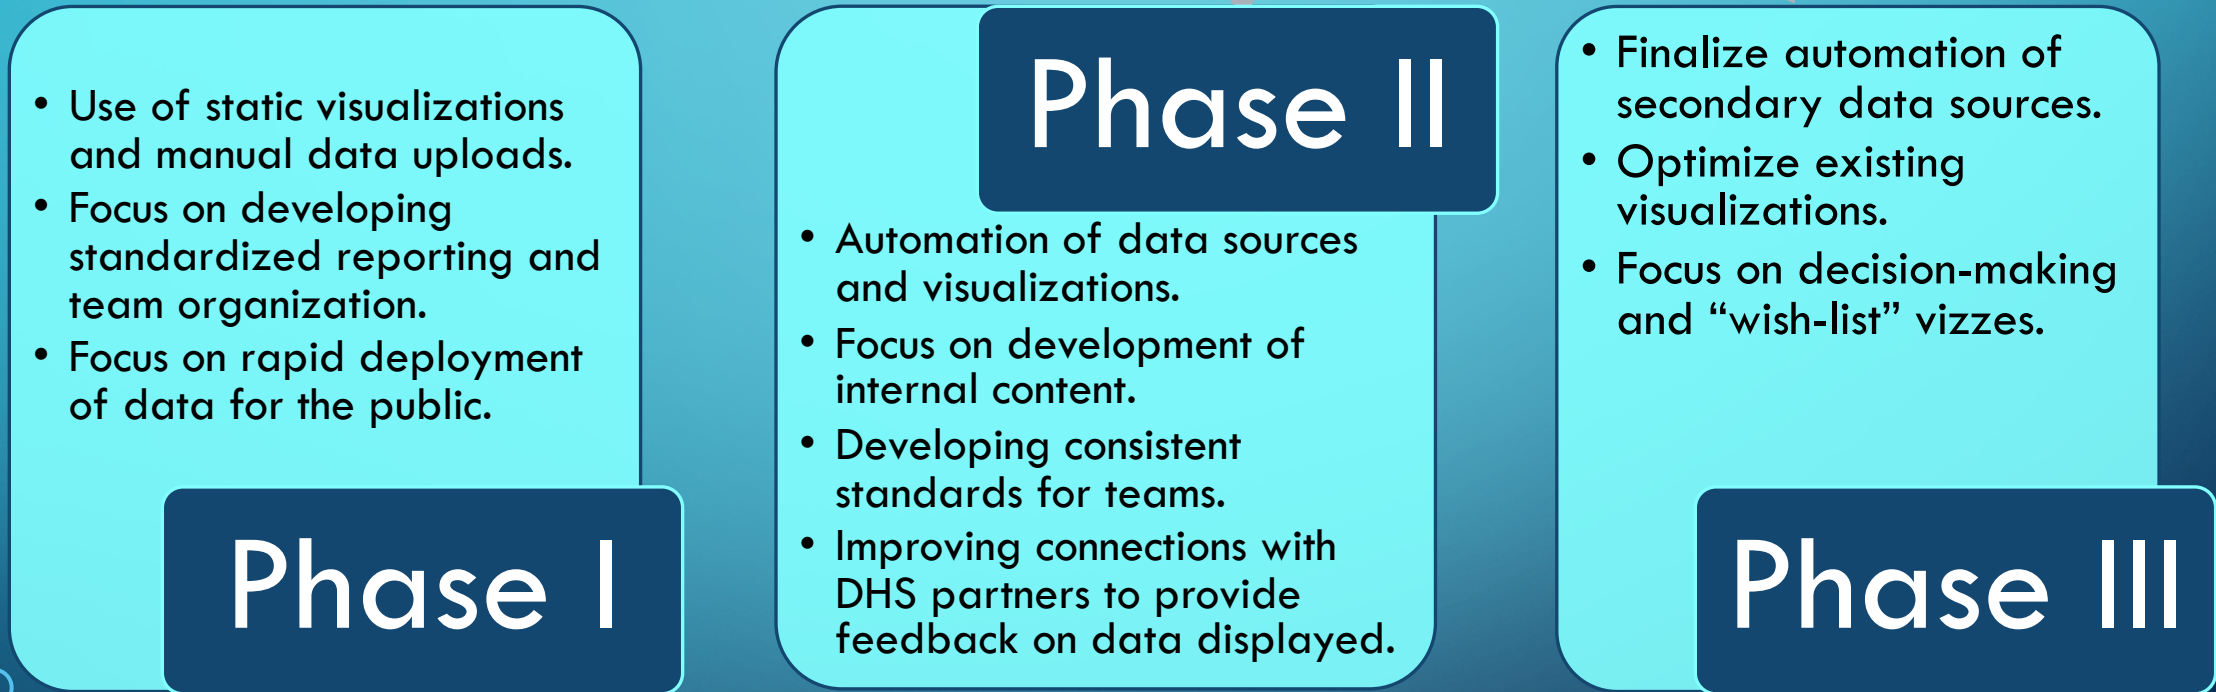 • Use of static visualizations
and manual data uploads.
• Focus on developing
standardized reporting and
team organization.
• Focus on rapid deployment
of data for the public.
Phase I
Phase II
• Automation of data sources
and visualizations.
• Focus on development of
internal content.
• Developing consistent
standards for teams.
• Improving connections with
DHS partners to provide
feedback on data displayed.
• Finalize automation of
secondary data sources.
• Optimize existing
visualizations.
• Focus on decision-making
and “wish-list” vizzes.
Phase III